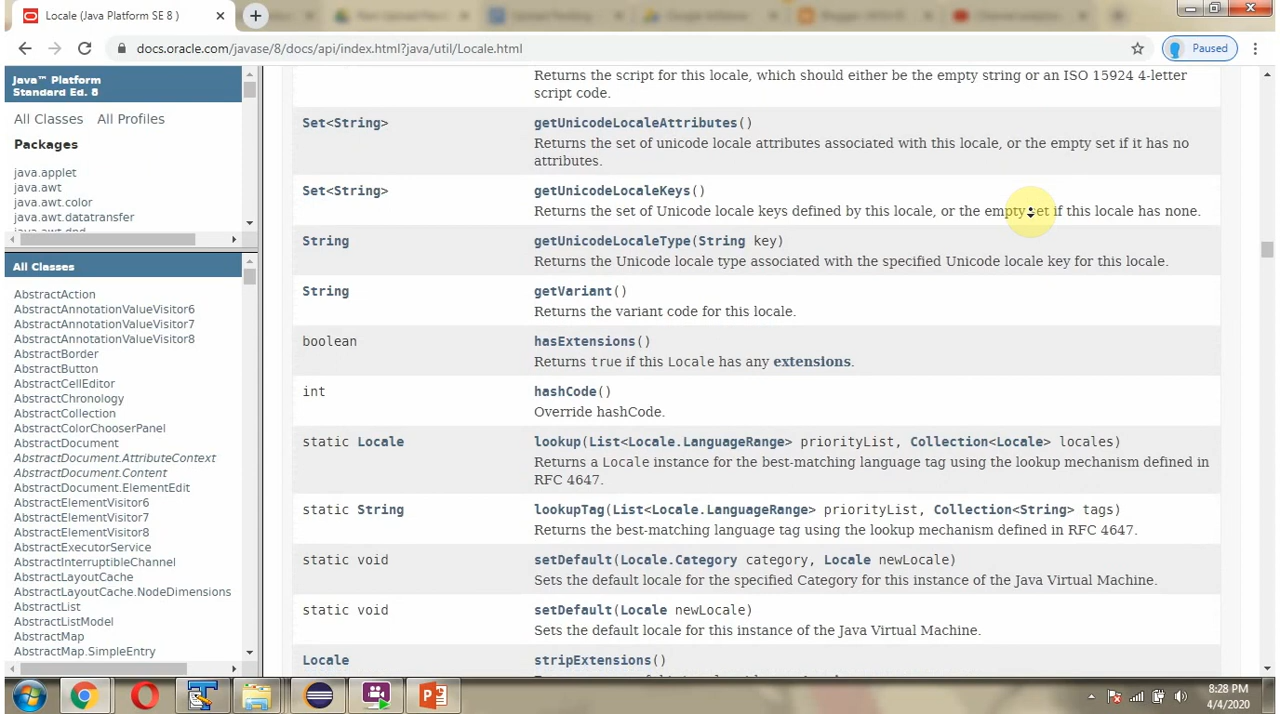 Locale (Java Platform SE 8 )
docs.oracle.com/javase/8/docs/api/index.html?java/util/Locale.html
Paused
Java™ Platform
Standard Ed. 8
All Classes All Profiles
Packages
java.applet
java.awt
java.awt.color
java.awt.datatransfer
java.awt.dnd
All Classes
AbstractAction
AbstractAnnotationValueVisitor6
AbstractAnnotationValueVisitor7
AbstractAnnotationValueVisitor8
AbstractBorder
AbstractButton
AbstractCellEditor
AbstractChronology
AbstractCollection
AbstractColorChooserPanel
AbstractDocument
AbstractDocument.AttributeContext
AbstractDocument.Content
AbstractDocument.ElementEdit
AbstractElementVisitor6
AbstractElementVisitor7
AbstractElementVisitor8
AbstractExecutorService
AbstractInterruptibleChannel
AbstractLayoutCache
AbstractLayoutCache.NodeDimensions
AbstractList
AbstractListModel
AbstractMap
AbstractMap.SimpleEntry
Returns the script for this locale, which should either be the empty string or an ISO 15924 4-letter
script code.
Set<String> getUnicodeLocaleAttributes()
Returns the set of unicode locale attributes associated with this locale, or the empty set if it has no
attributes.
Set<String> getUnicodeLocaleKeys()
Returns the set of Unicode locale keys defined by this locale, or the empty set if this locale has none.
String getUnicodeLocaleType(String key)
Returns the Unicode locale type associated with the specified Unicode locale key for this locale.
String getVariant()
Returns the variant code for this locale.
boolean hasExtensions()
Returns true if this Locale has any extensions.
int hashCode()
Override hashCode.
static Locale lookup(List<Locale.LanguageRange> priorityList, Collection<Locale> locales)
Returns a Locale instance for the best-matching language tag using the lookup mechanism defined in
RFC 4647.
static String lookupTag(List<Locale.LanguageRange> priorityList, Collection<String> tags)
Returns the best-matching language tag using the lookup mechanism defined in RFC 4647.
static void setDefault(Locale.Category category, Locale newLocale)
Sets the default locale for the specified Category for this instance of the Java Virtual Machine.
static void setDefault(Locale newLocale)
Sets the default locale for this instance of the Java Virtual Machine.
Locale stripExtensions()
8:28 PM
4/4/2020